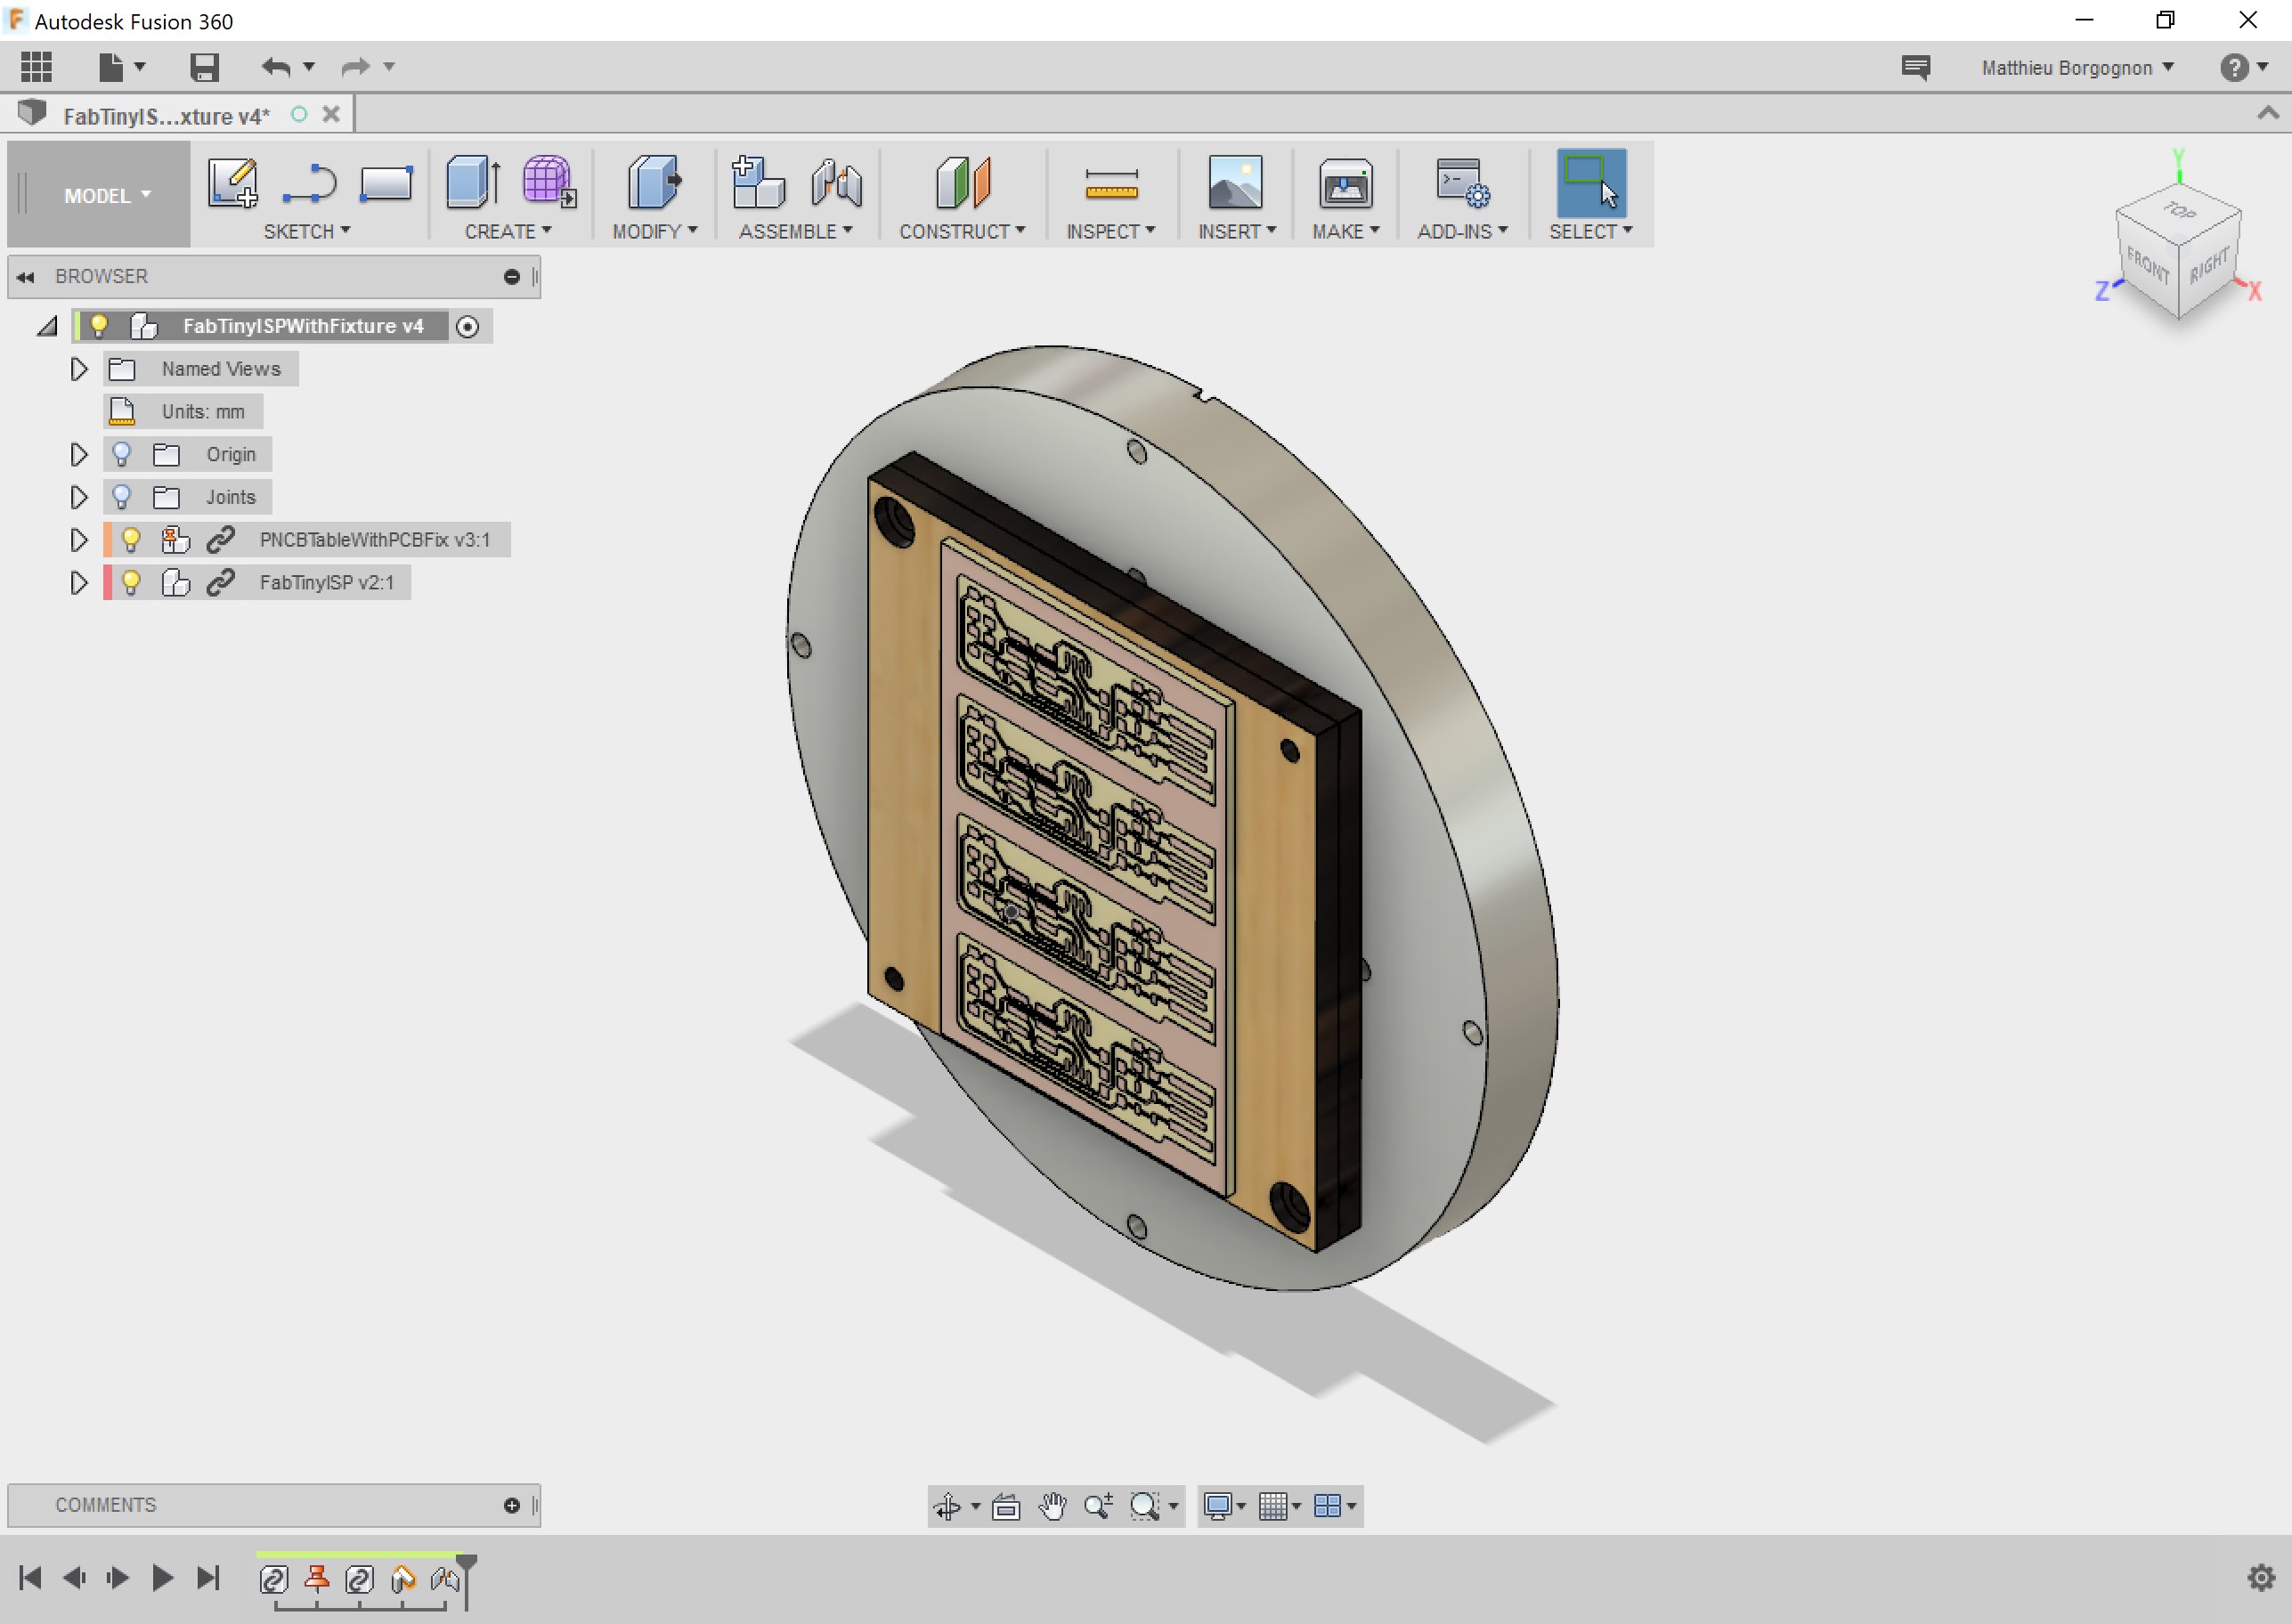 Autodesk Fusion 360
Matthieu Borgognon
FabTinyIS...xture v4*
MODEL
SKETCH
CREATE
MODIFY
ASSEMBLE
CONSTRUCT
INSPECT
INSERT
MAKE
ADD-INS
SELECT
Y
TOP
FRONT
RIGHT
Z
X
BROWSER
FabTinyISPWithFixture v4
Named Views
Units: mm
Origin
Joints
PNCBTableWithPCBFix v3:1
FabTinyISP v2:1
COMMENTS